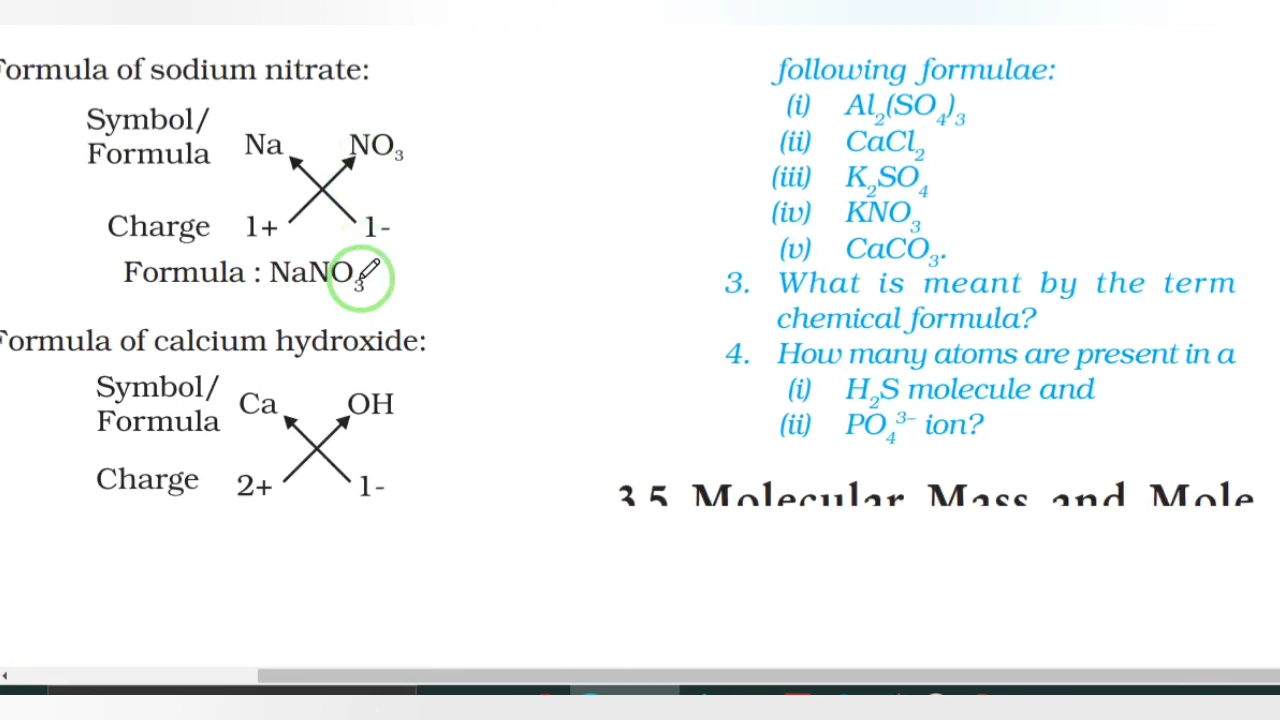 Formula of sodium nitrate:
Symbol/
Formula Na NO₃
Charge 1+ 1-
Formula : NaNO₃
Formula of calcium hydroxide:
Symbol/
Formula Ca OH
Charge 2+ 1-
following formulae:
(i) Al₂(SO₄)₃
(ii) CaCl₂
(iii) K₂SO₄
(iv) KNO₃
(v) CaCO₃.
3. What is meant by the term
chemical formula?
4. How many atoms are present in a
(i) H₂S molecule and
(ii) PO₄³⁻ ion?
3.5 Molecular Mass and Mole